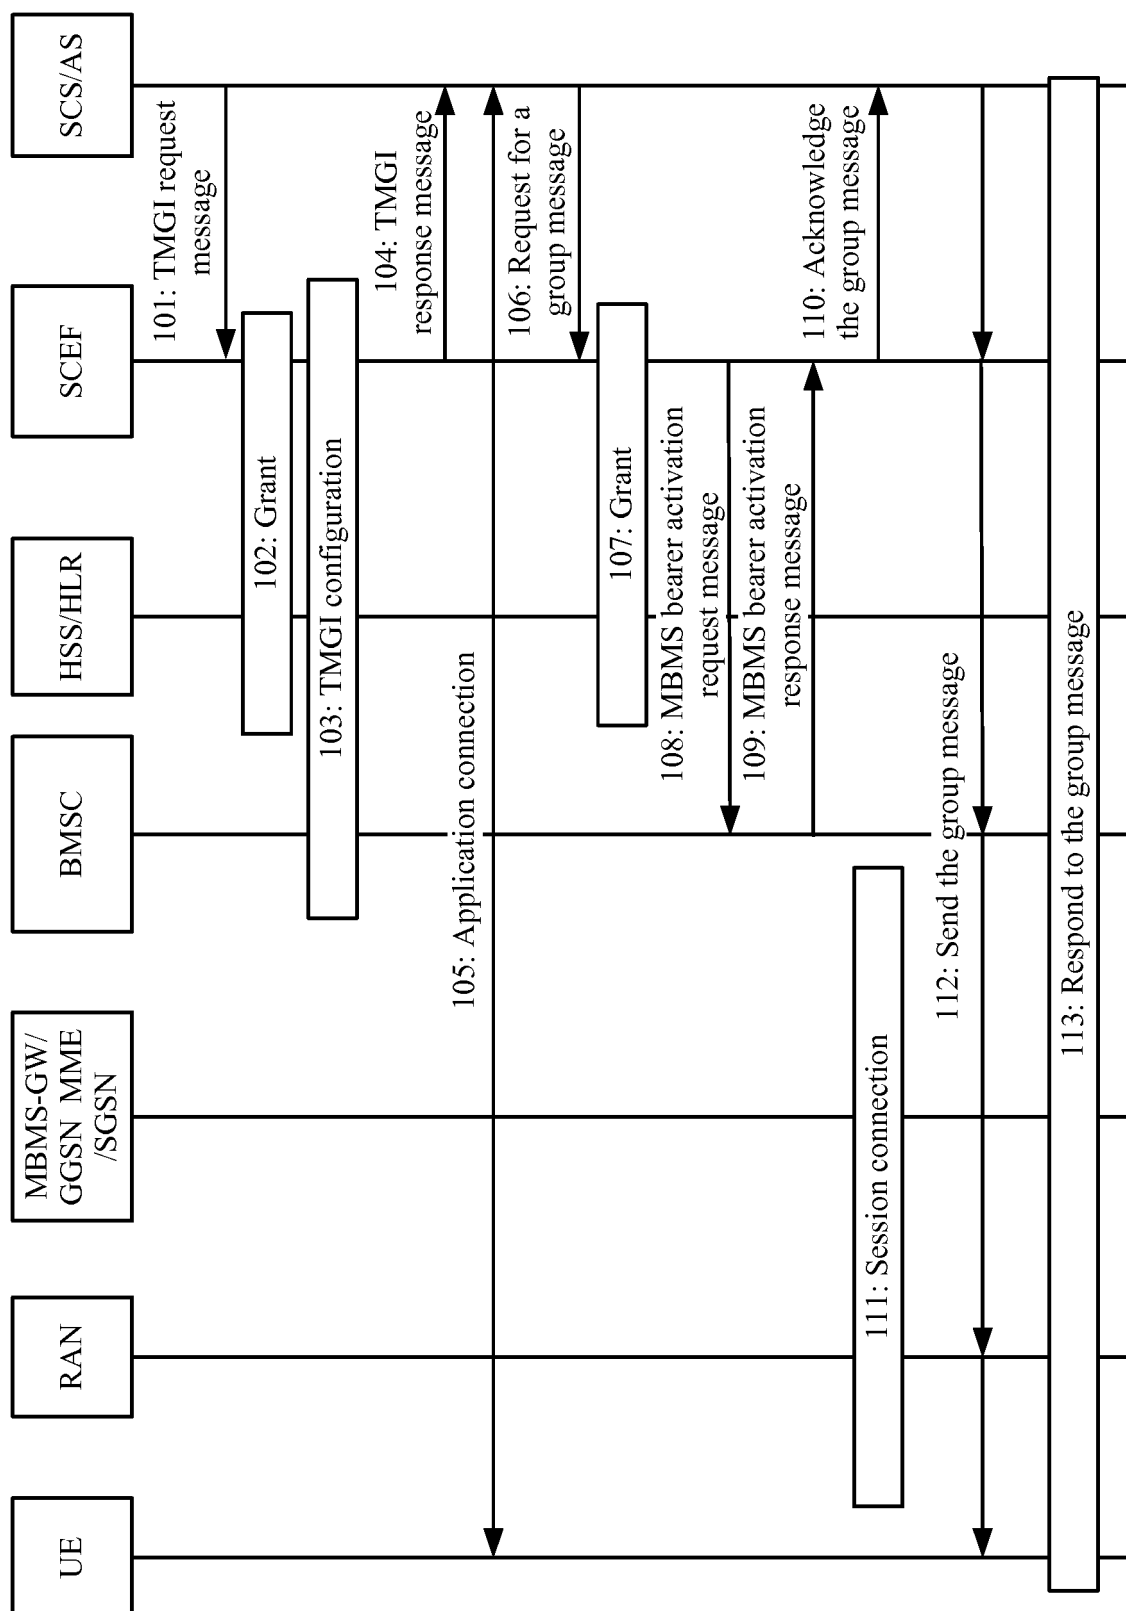 UE
RAN
MBMS-GW/
GGSN MME
/SGSN
BMSC
HSS/HLR
SCEF
SCS/AS
101: TMGI request
message
102: Grant
103: TMGI configuration
104: TMGI
response message
105: Application connection
106: Request for a
group message
107: Grant
108: MBMS bearer activation
request message
109: MBMS bearer activation
response message
110: Acknowledge
the group message
111: Session connection
112: Send the group message
113: Respond to the group message